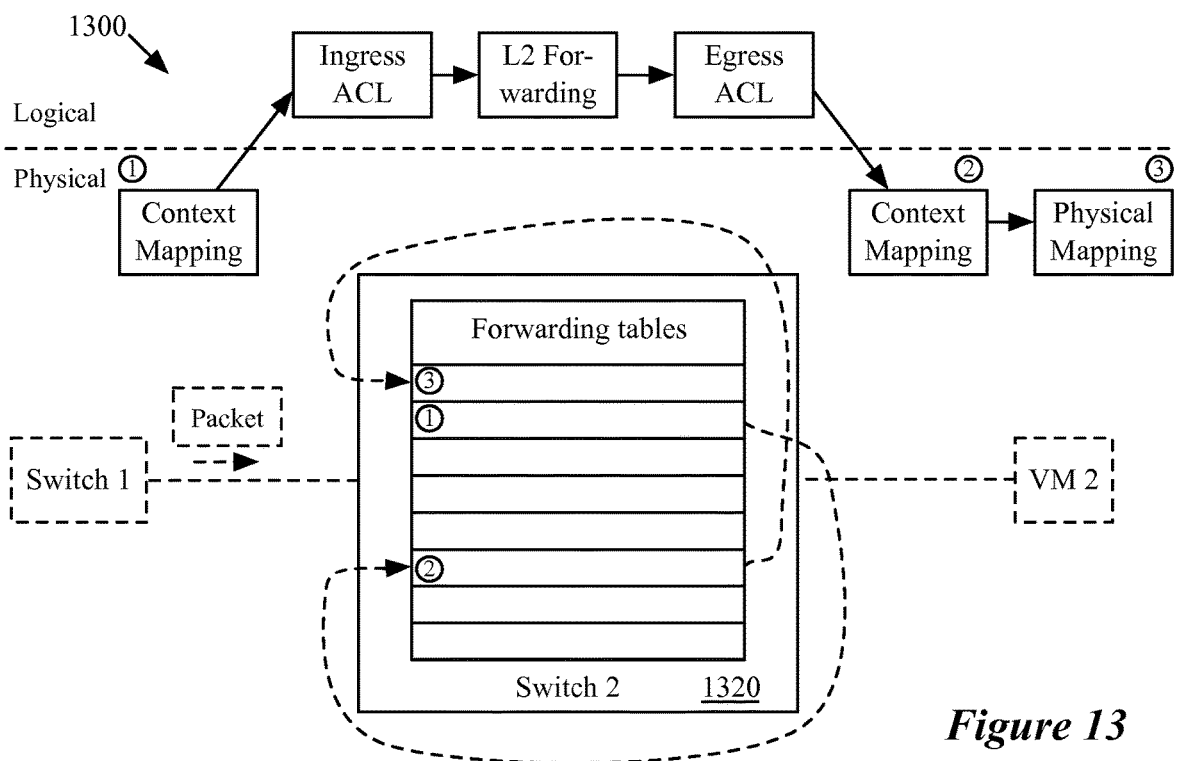 1300
Ingress
ACL
L2 For-
warding
Egress
ACL
Logical
Physical
1
Context
Mapping
2
Context
Mapping
3
Physical
Mapping
Forwarding tables
3
1
2
Packet
Switch 1
VM 2
Switch 2
1320
Figure 13